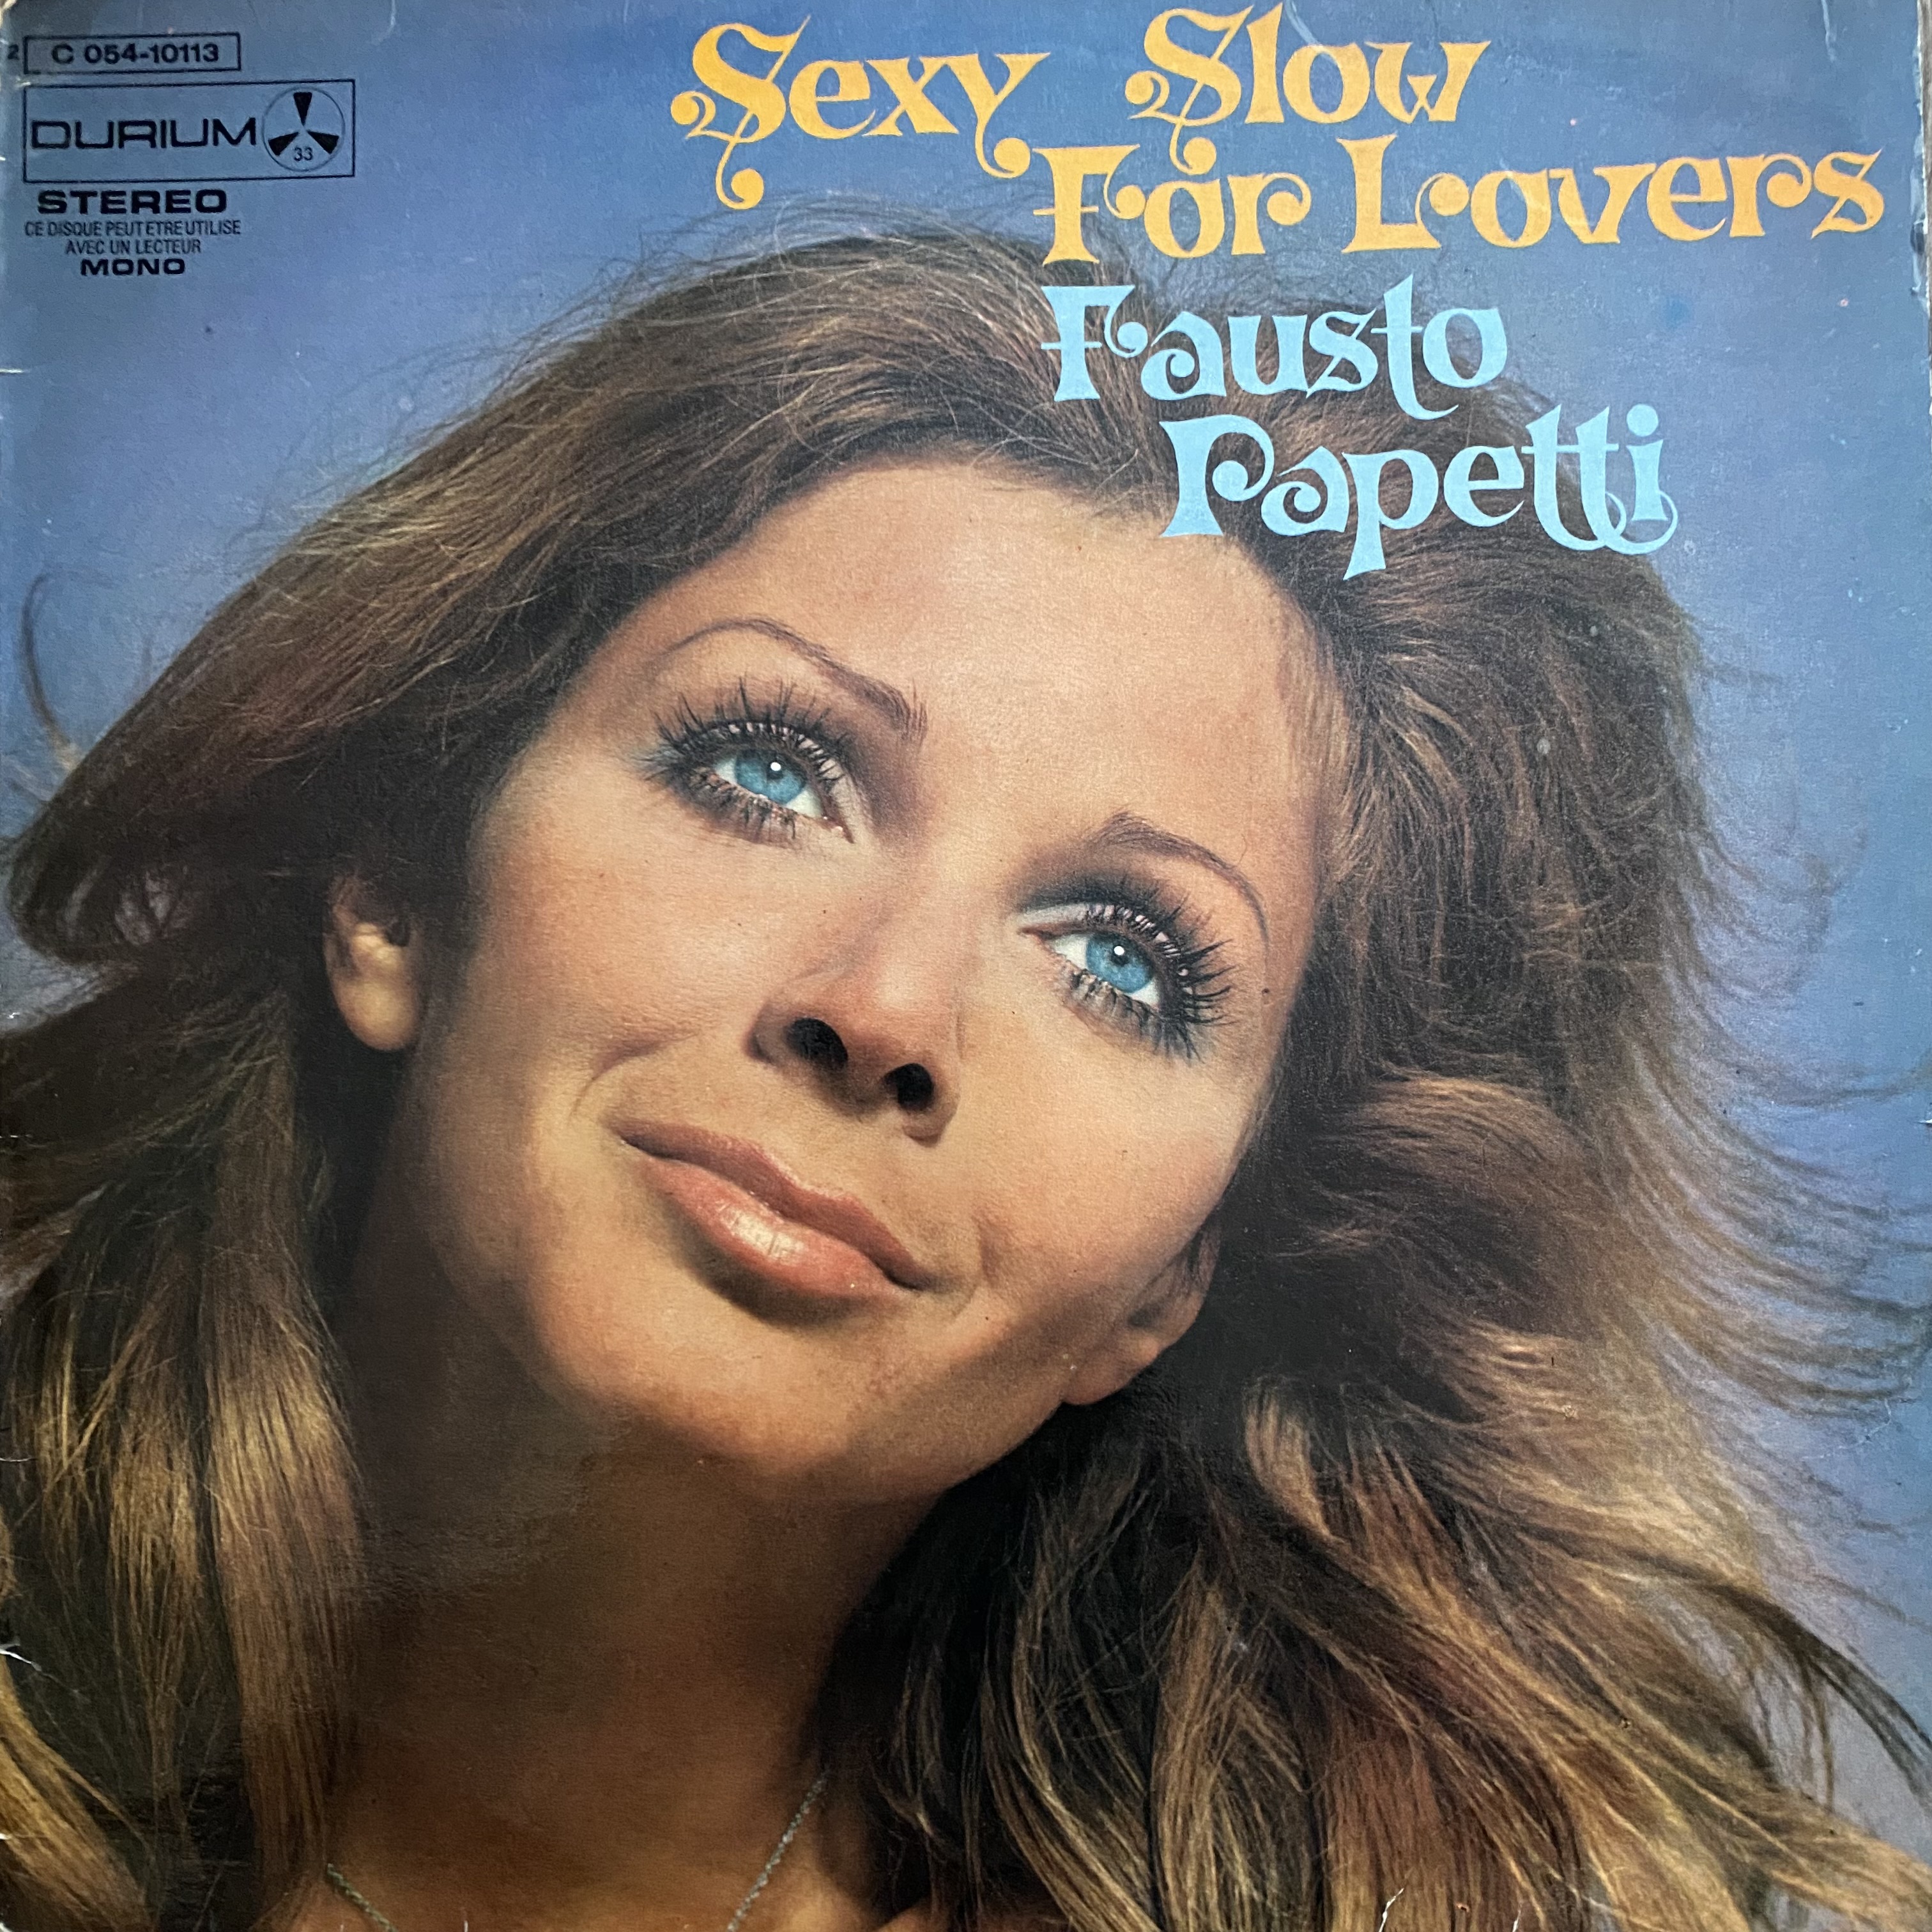 2 C 054-10113
DURIUM
33
STEREO
CE DISQUE PEUT ETRE UTILISE
AVEC UN LECTEUR
MONO
Sexy Slow
For Lovers
Fausto
Papetti